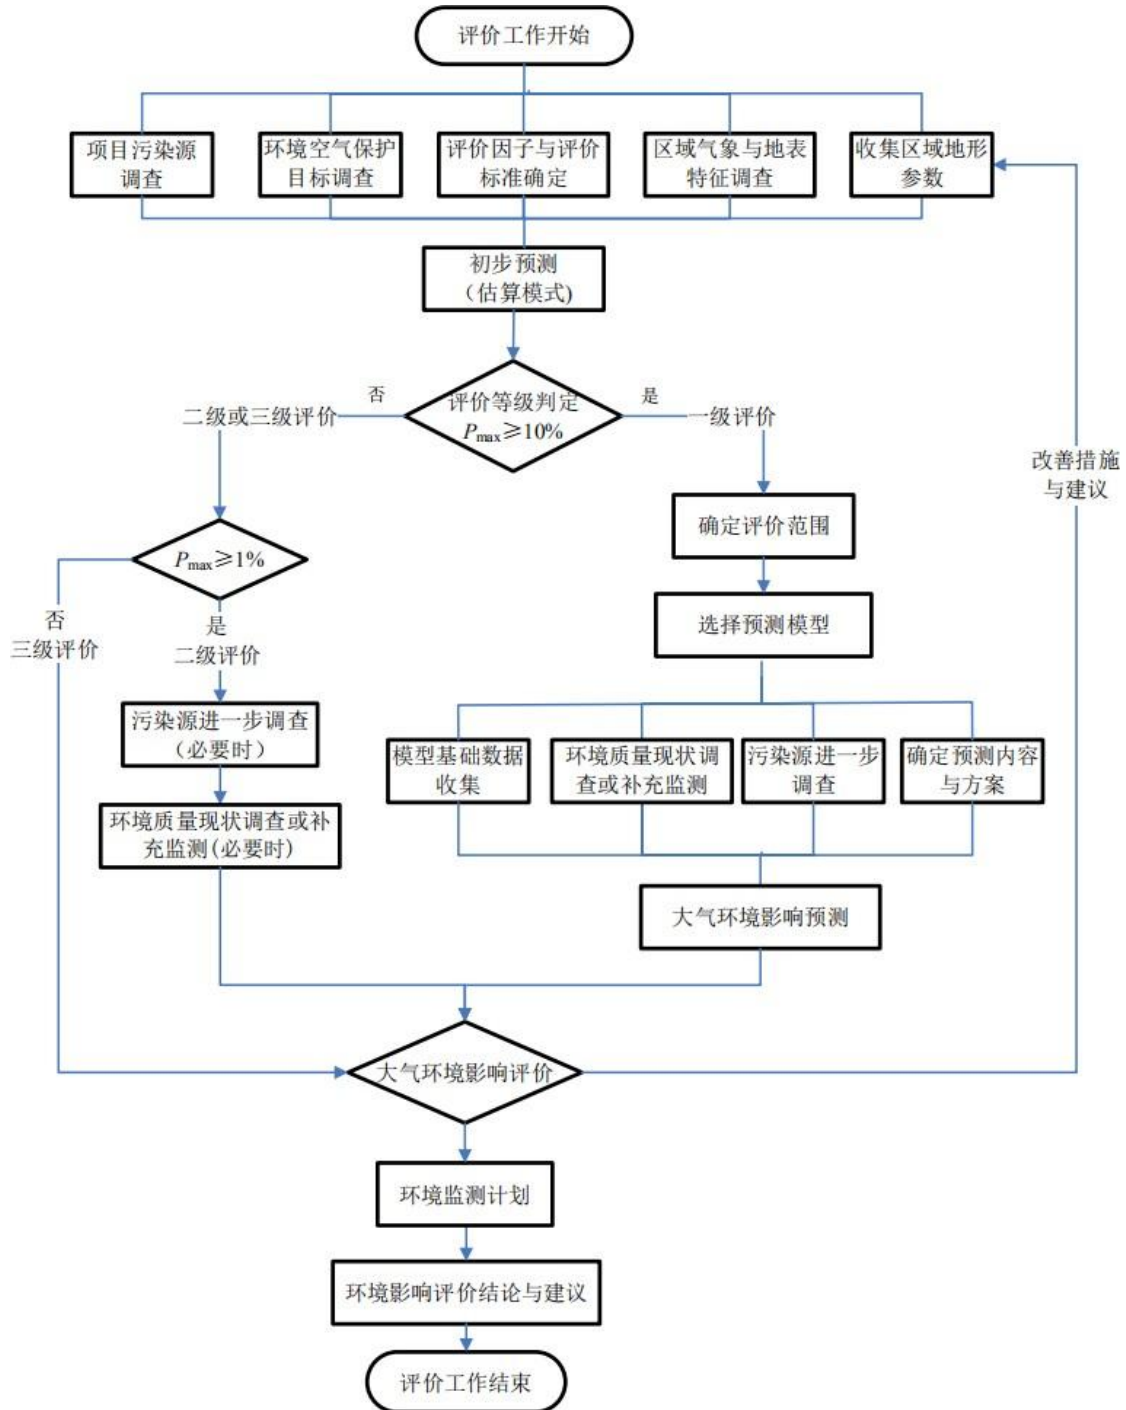 评价工作开始
项目污染源
调查
环境空气保护
目标调查
评价因子与评价
标准确定
区域气象与地表
特征调查
收集区域地形
参数
初步预测
（估算模式)
评价等级判定
Pmax≥10%
否
二级或三级评价
是
一级评价
改善措施
与建议
确定评价范围
Pmax≥1%
选择预测模型
否
三级评价
是
二级评价
污染源进一步调查
（必要时）
模型基础数据
收集
环境质量现状调
查或补充监测
污染源进一步
调查
确定预测内容
与方案
环境质量现状调查或补
充监测(必要时)
大气环境影响预测
大气环境影响评价
环境监测计划
环境影响评价结论与建议
评价工作结束